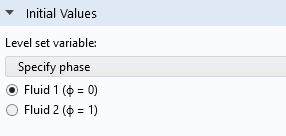 Initial Values
Level set variable:
Specify phase
Fluid 1 (ϕ = 0)
Fluid 2 (ϕ = 1)